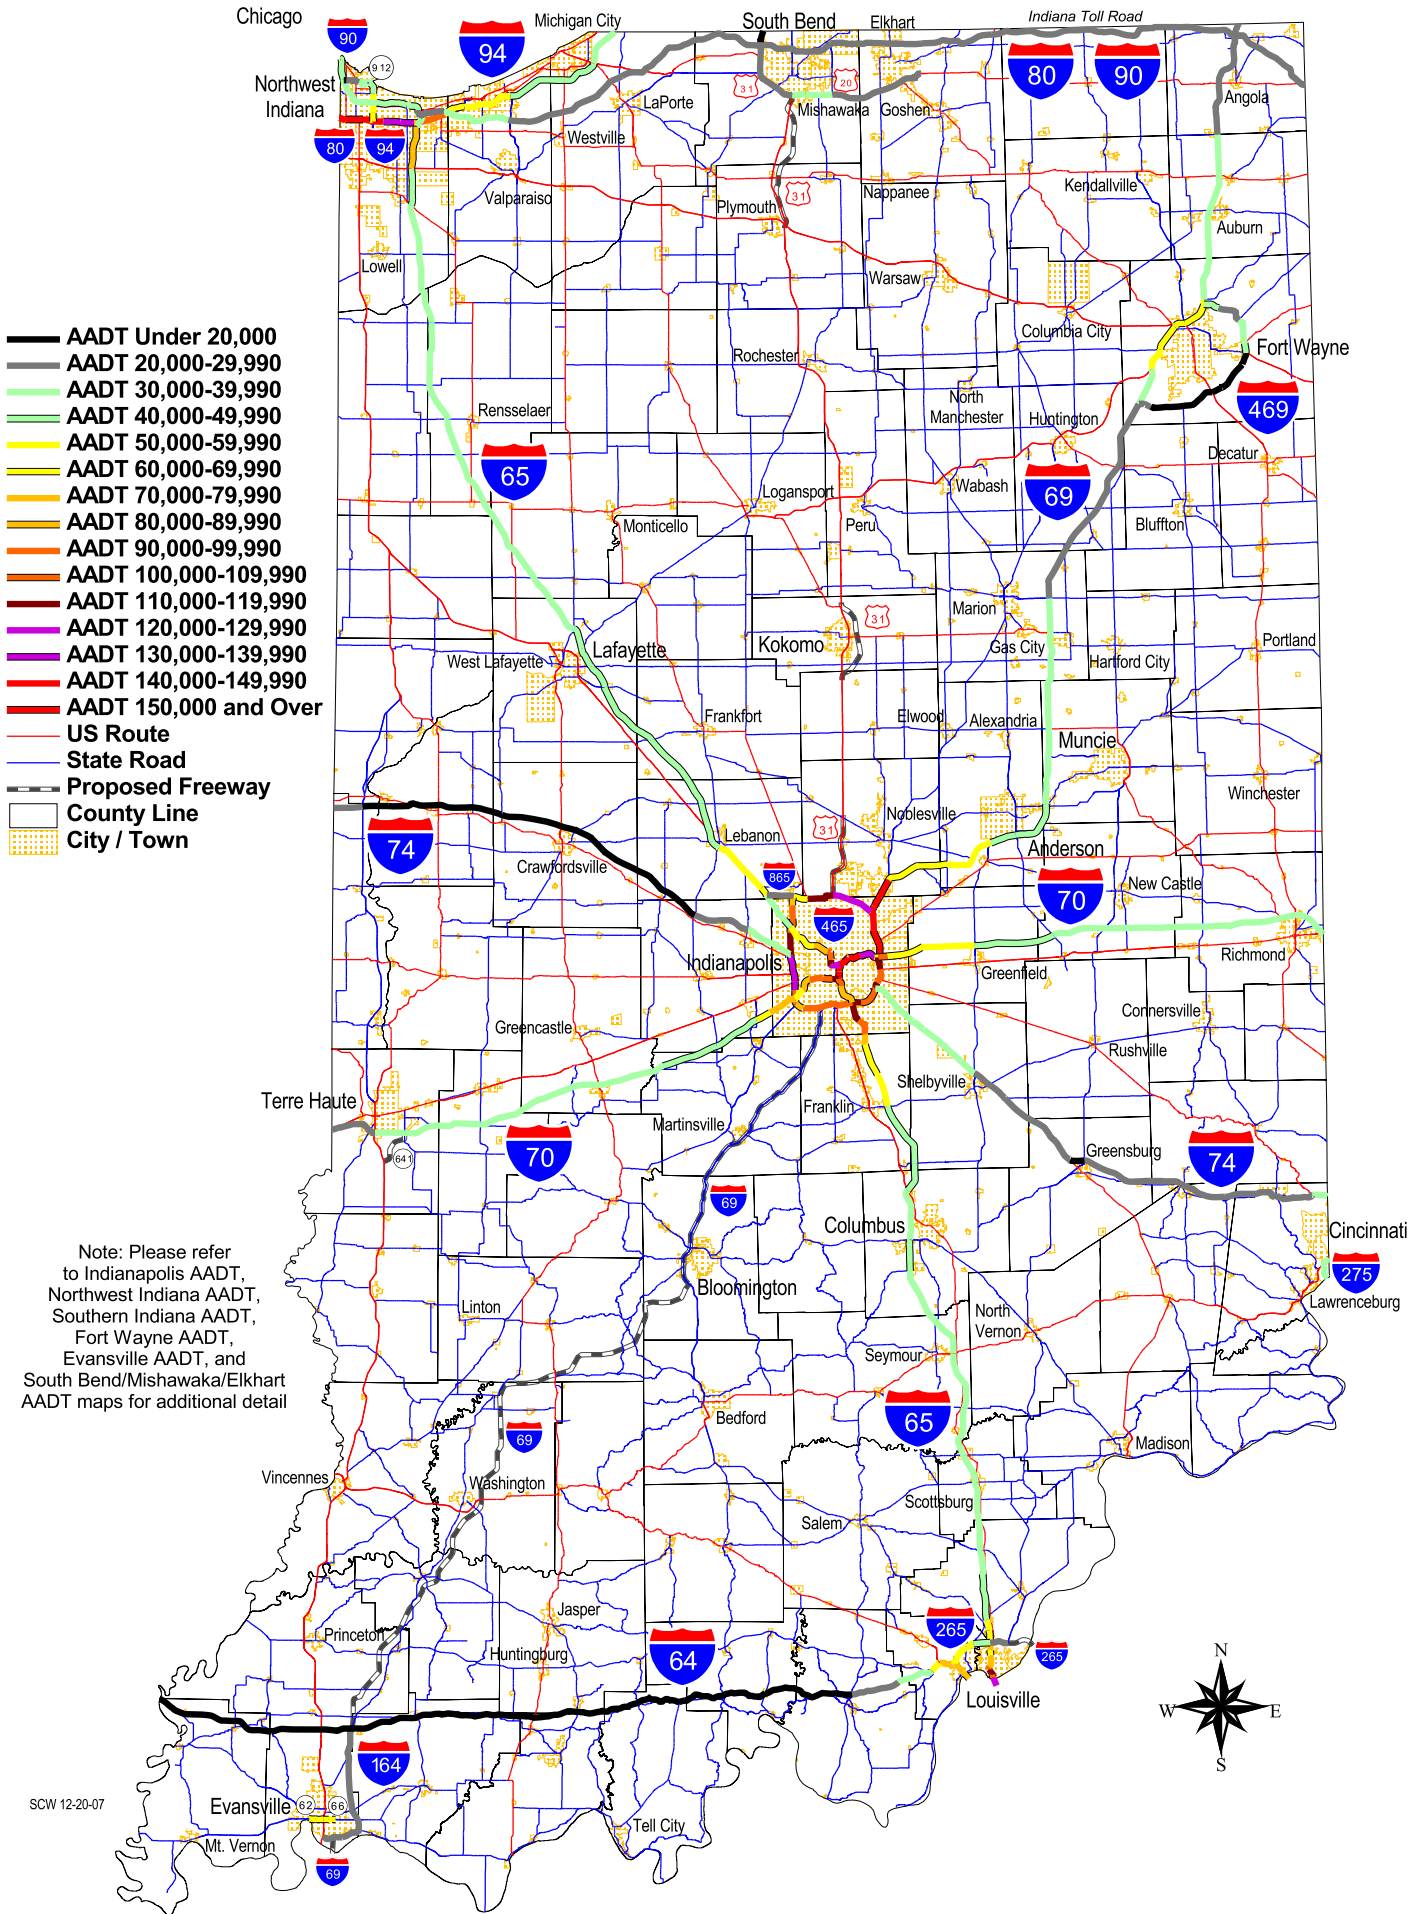 Chicago
Michigan City
South Bend
Elkhart
Indiana Toll Road
90
94
912
80
90
Northwest
Indiana
31
20
LaPorte
Mishawaka
Goshen
Angola
80
94
Westville
Valparaiso
31
Plymouth
Nappanee
Kendallville
Auburn
Lowell
Warsaw
Columbia City
Fort Wayne
Rochester
AADT Under 20,000
AADT 20,000-29,990
AADT 30,000-39,990
AADT 40,000-49,990
AADT 50,000-59,990
AADT 60,000-69,990
AADT 70,000-79,990
AADT 80,000-89,990
AADT 90,000-99,990
AADT 100,000-109,990
AADT 110,000-119,990
AADT 120,000-129,990
AADT 130,000-139,990
AADT 140,000-149,990
AADT 150,000 and Over
US Route
State Road
Proposed Freeway
County Line
City / Town
Rensselaer
North
Manchester
Huntington
469
65
Decatur
Logansport
Wabash
69
Monticello
Peru
Bluffton
Marion
31
Kokomo
Gas City
Hartford City
Portland
West Lafayette
Lafayette
Frankfort
Elwood
Alexandria
Muncie
Winchester
74
Lebanon
31
Noblesville
Anderson
Crawfordsville
865
70
New Castle
465
Indianapolis
Greenfield
Richmond
Greencastle
Connersville
Rushville
Shelbyville
Terre Haute
Franklin
Martinsville
641
70
Greensburg
74
69
Columbus
Cincinnati
275
Lawrenceburg
Note: Please refer
to Indianapolis AADT,
Northwest Indiana AADT,
Southern Indiana AADT,
Fort Wayne AADT,
Evansville AADT, and
South Bend/Mishawaka/Elkhart
AADT maps for additional detail
Bloomington
Linton
North
Vernon
Seymour
65
Bedford
69
Madison
Vincennes
Washington
Scottsburg
Salem
Jasper
Princeton
Huntingburg
64
265
265
Louisville
N
W
E
S
164
SCW 12-20-07
Evansville
62
66
Mt. Vernon
Tell City
69